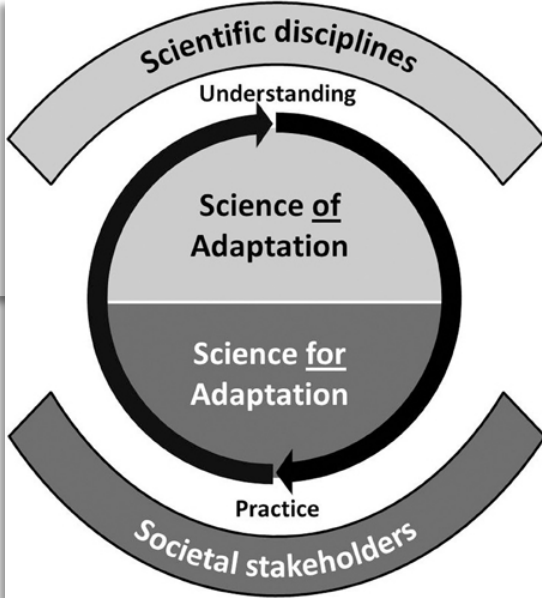 Scientific disciplines
Understanding
Science of
Adaptation
Science for
Adaptation
Practice
Societal stakeholders